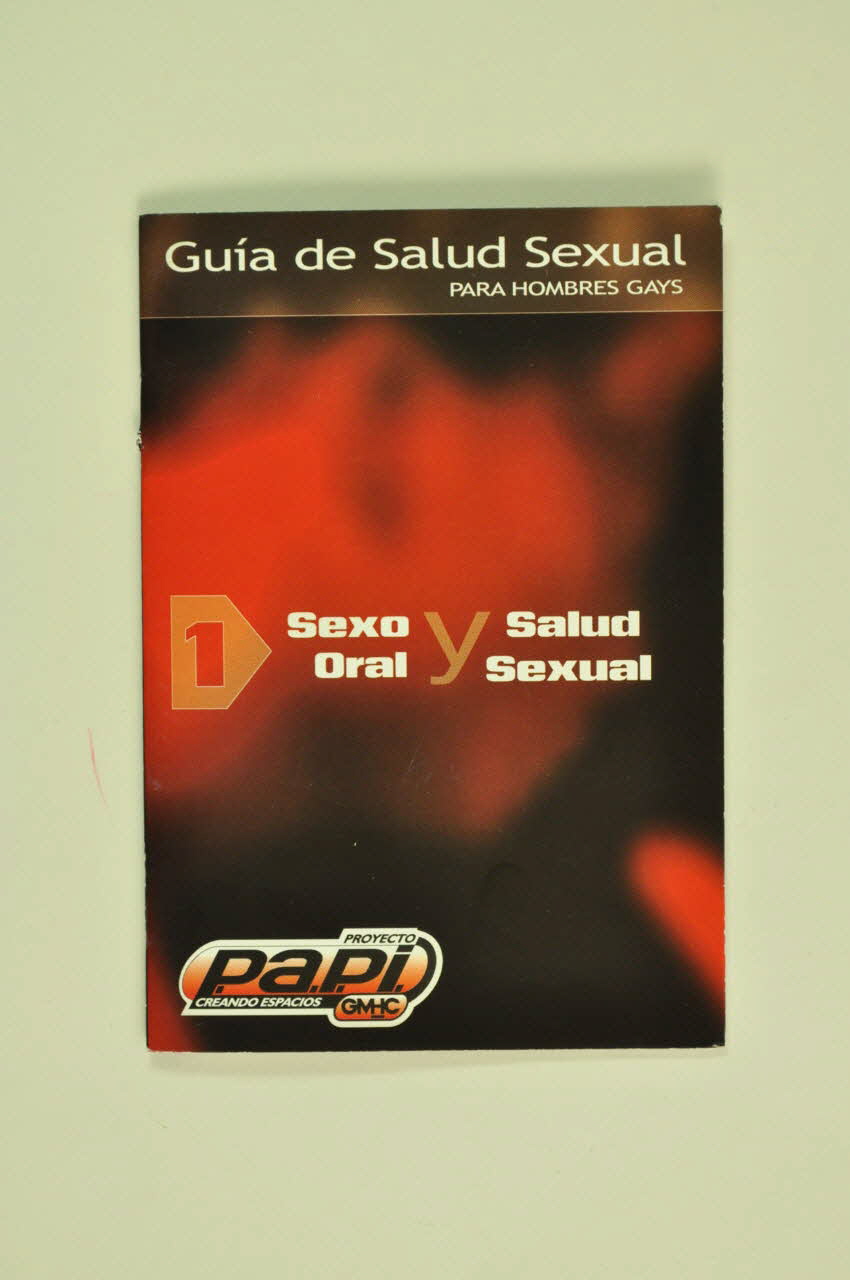 Guía de Salud Sexual
PARA HOMBRES GAYS
1
Sexo Oral y Salud Sexual
PROYECTO
p.a.p.i.
CREANDO ESPACIOS
GMHC